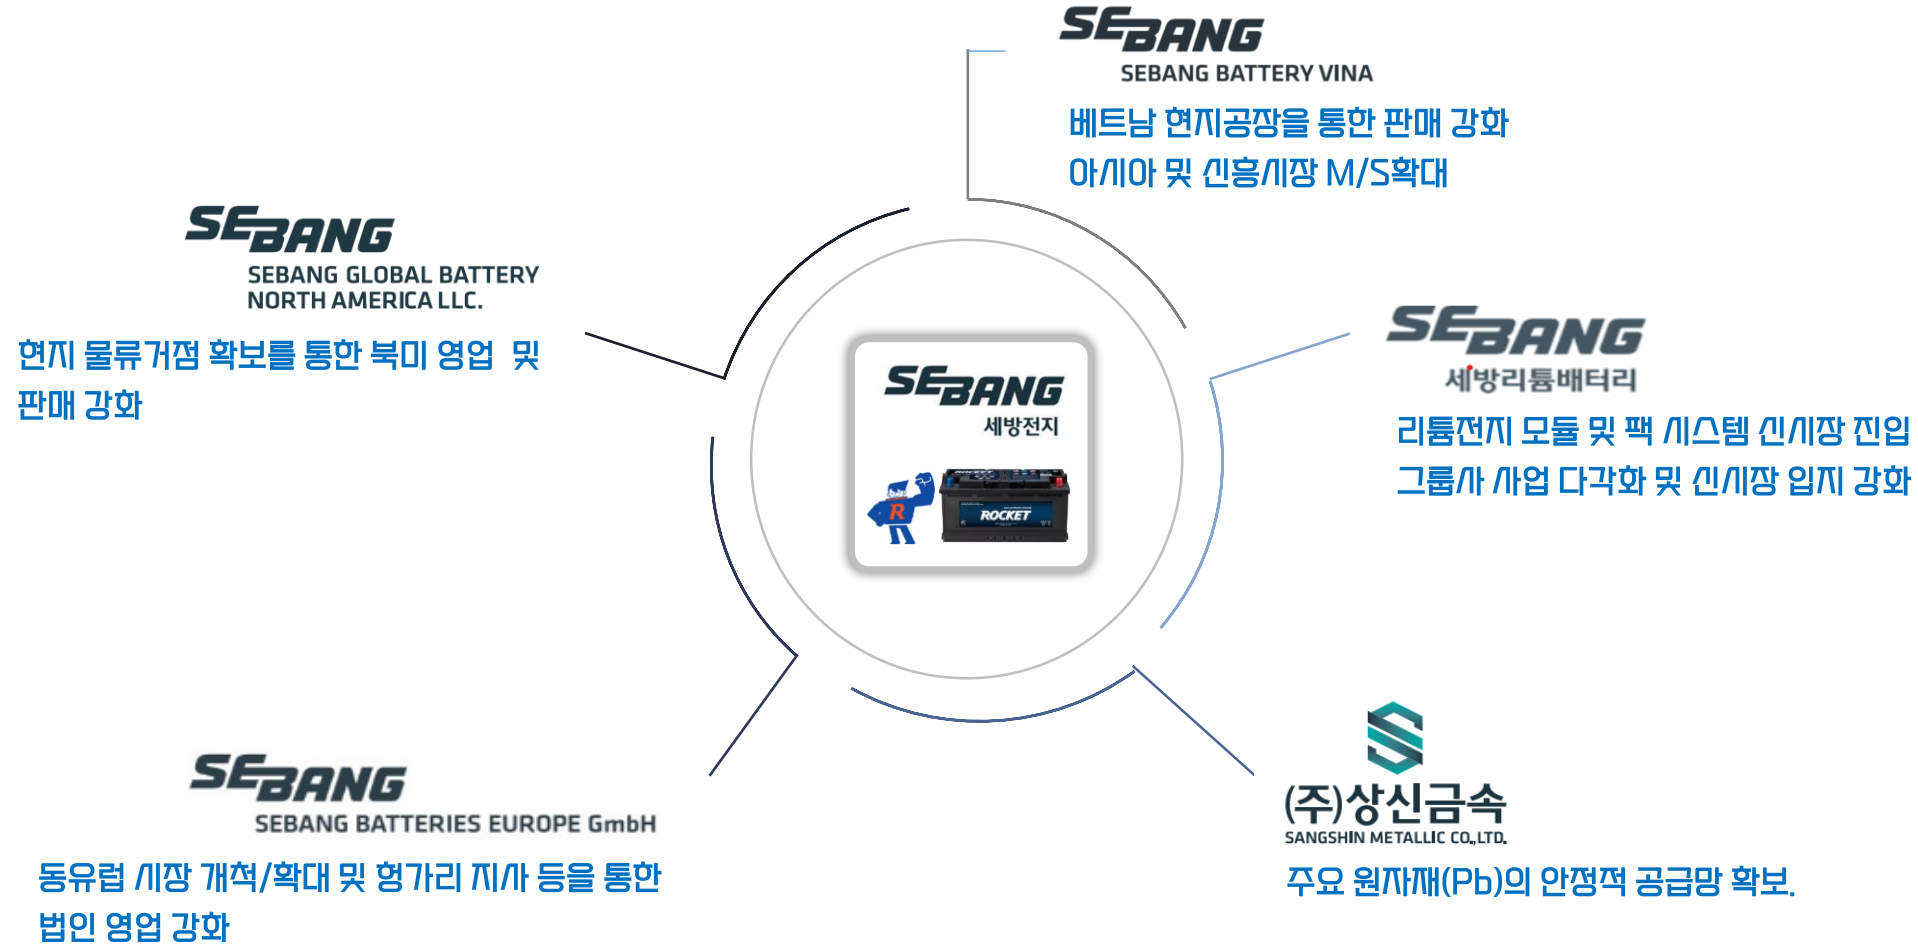 SEBANG
SEBANG BATTERY VINA
베트남 현지공장을 통한 판매 강화
아시아 및 신흥시장 M/S확대
SEBANG
SEBANG GLOBAL BATTERY
NORTH AMERICA LLC.
현지 물류거점 확보를 통한 북미 영업 및
판매 강화
SEBANG
세방리튬배터리
리튬전지 모듈 및 팩 시스템 신시장 진입
그룹사 사업 다각화 및 신시장 입지 강화
SEBANG
세방전지
R
ROCKET
ROCKET
SEBANG
SEBANG BATTERIES EUROPE GmbH
동유럽 시장 개척/확대 및 헝가리 지사 등을 통한
법인 영업 강화
(주)상신금속
SANGSHIN METALLIC CO.,LTD.
주요 원자재(Pb)의 안정적 공급망 확보.